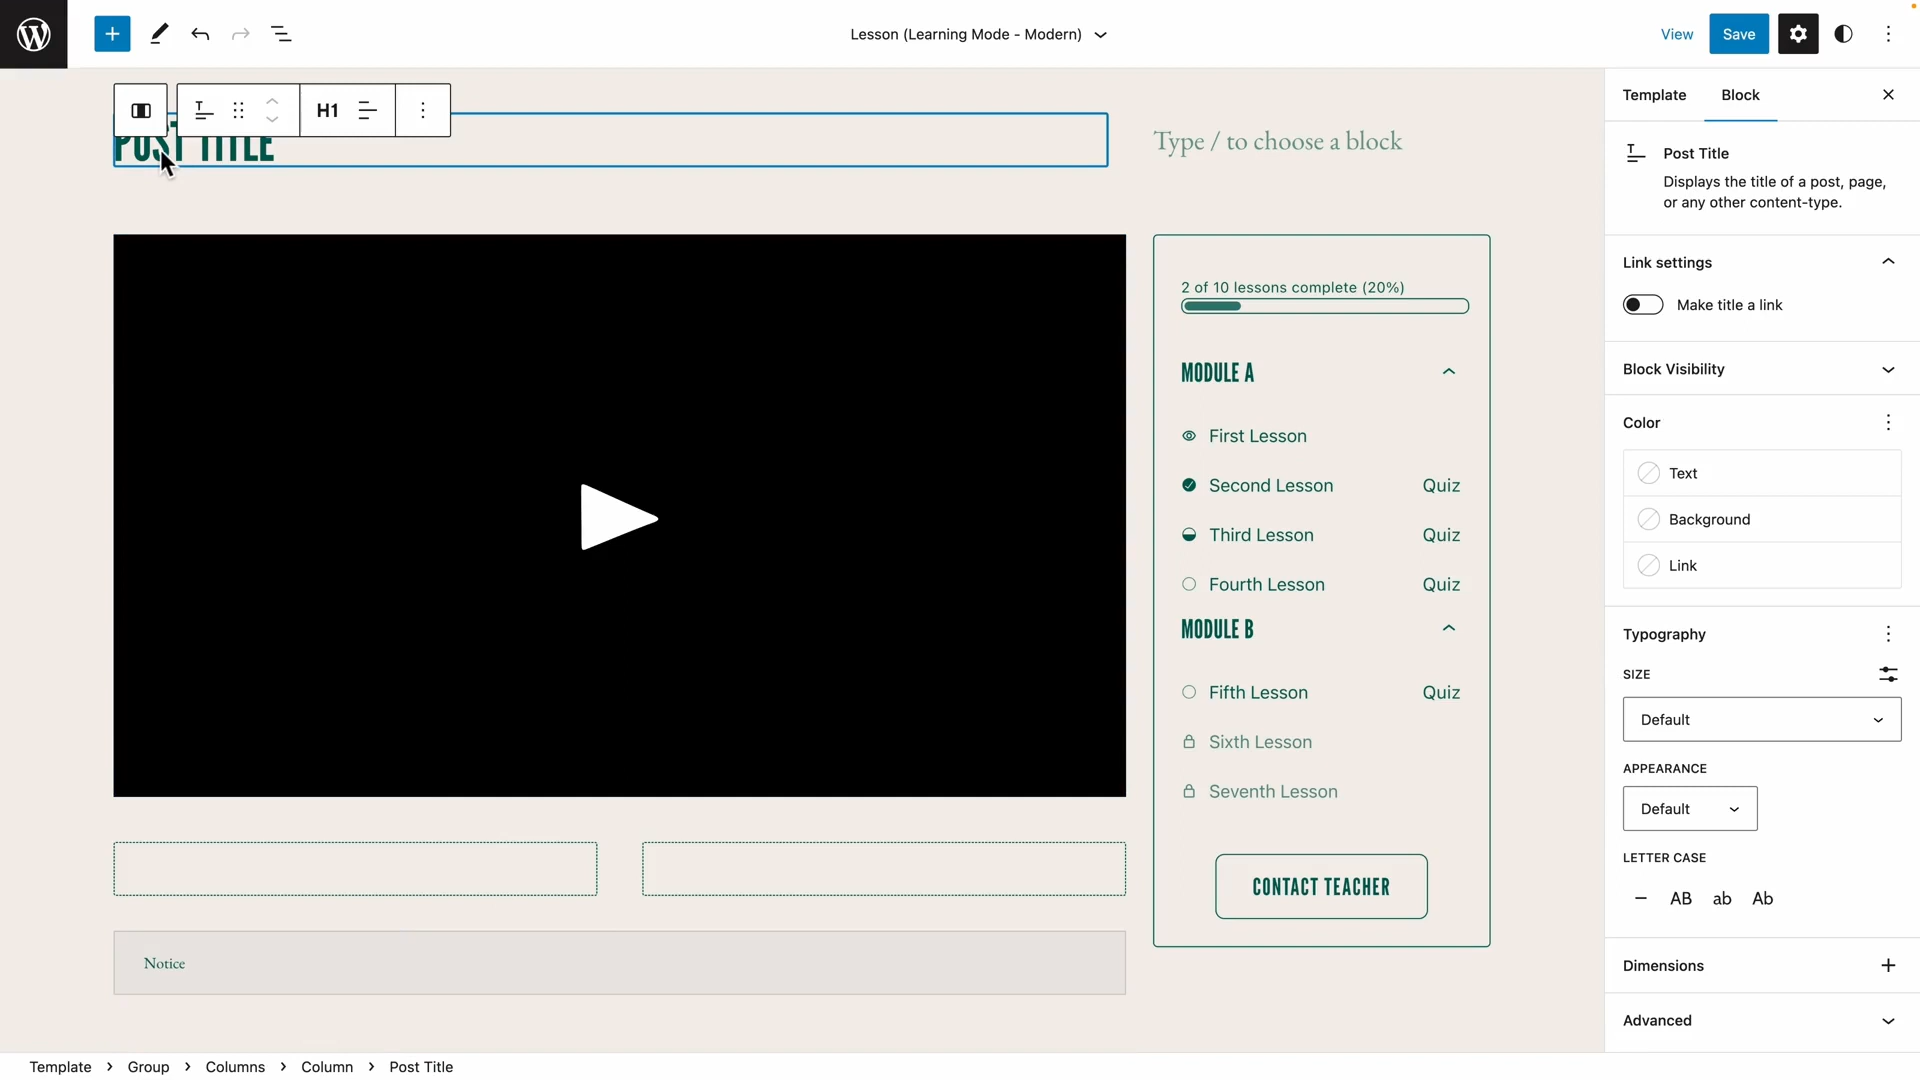 Lesson (Learning Mode - Modern)
View
Save
H1
POST TITLE
Type / to choose a block
2 of 10 lessons complete (20%)
MODULE A
First Lesson
Second Lesson Quiz
Third Lesson Quiz
Fourth Lesson Quiz
MODULE B
Fifth Lesson Quiz
Sixth Lesson
Seventh Lesson
CONTACT TEACHER
Notice
Template Block
Post Title
Displays the title of a post, page,
or any other content-type.
Link settings
Make title a link
Block Visibility
Color
Text
Background
Link
Typography
SIZE
Default
APPEARANCE
Default
LETTER CASE
AB ab Ab
Dimensions
Advanced
Template > Group > Columns > Column > Post Title